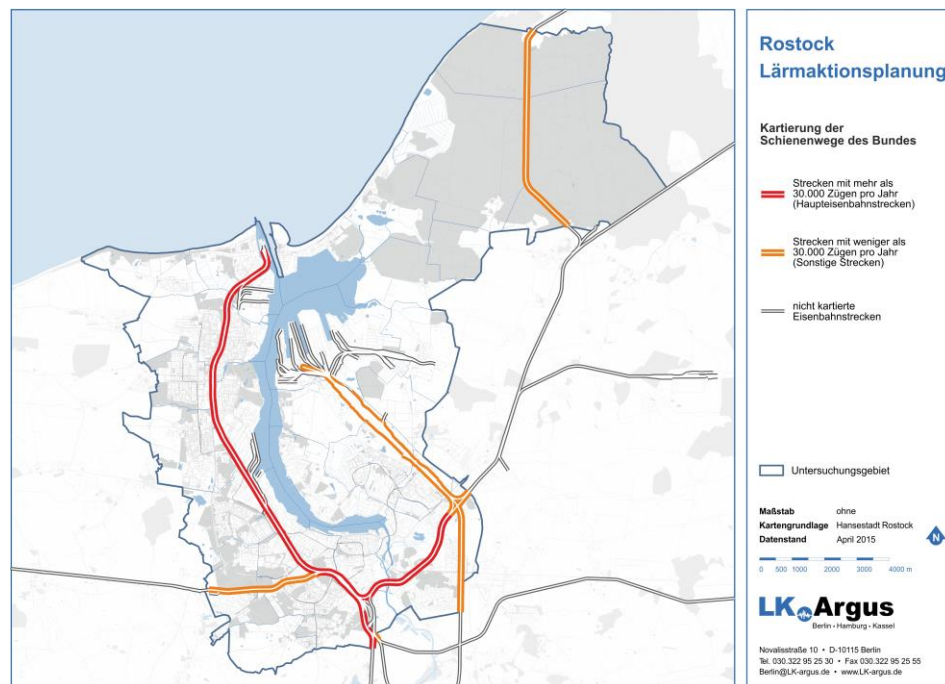 Rostock
Lärmaktionsplanung
Kartierung der
Schienenwege des Bundes
Strecken mit mehr als
30.000 Zügen pro Jahr
(Haupteisenbahnstrecken)
Strecken mit weniger als
30.000 Zügen pro Jahr
(Sonstige Strecken)
nicht kartierte
Eisenbahnstrecken
Untersuchungsgebiet
Maßstab ohne
Kartengrundlage Hansestadt Rostock
Datenstand April 2015
N
0 500 1000 2000 3000 4000 m
LK Argus
Berlin • Hamburg • Kassel
Novalisstraße 10 • D-10115 Berlin
Tel. 030.322 95 25 30 • Fax 030.322 95 25 55
Berlin@LK-argus.de • www.LK-argus.de